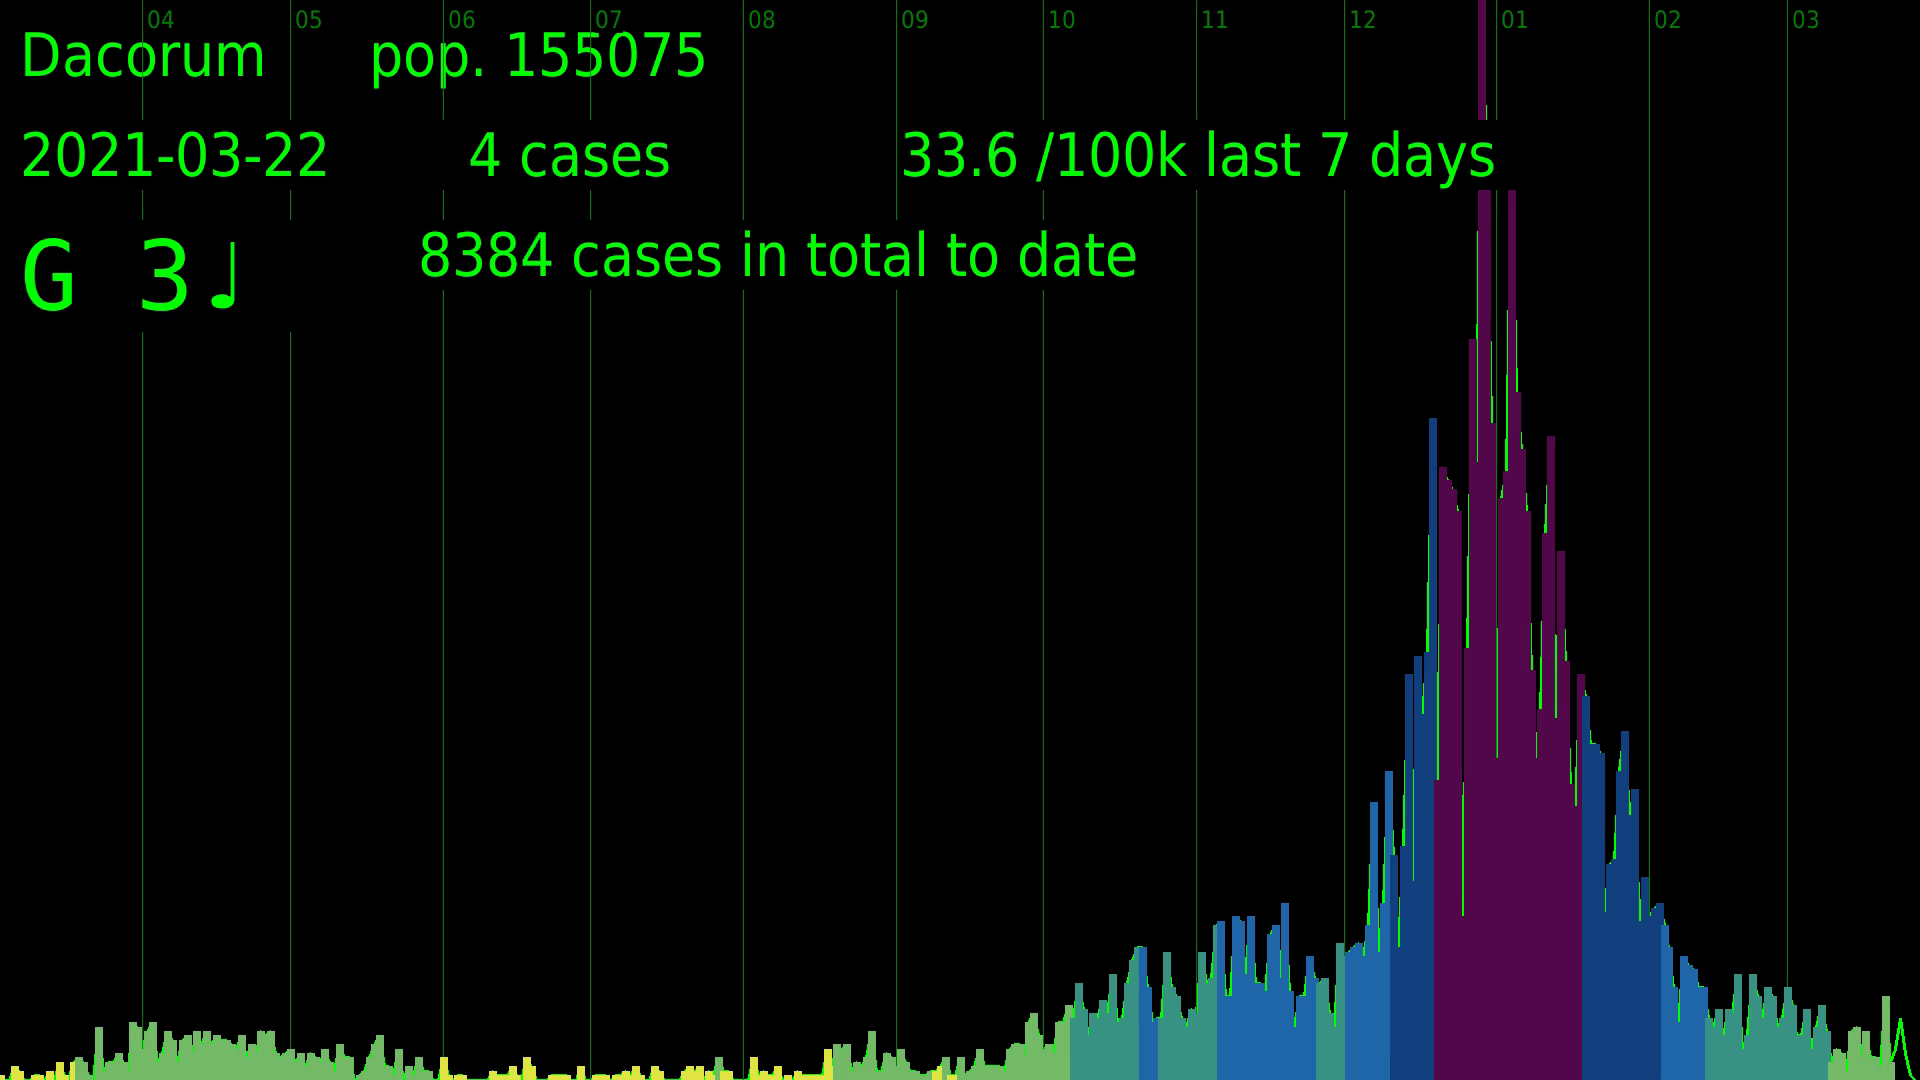 04 05 06 07 08 09 10 11 12 01 02 03
Dacorum pop. 155075
2021-03-22 4 cases 33.6 /100k last 7 days
G 3♩ 8384 cases in total to date